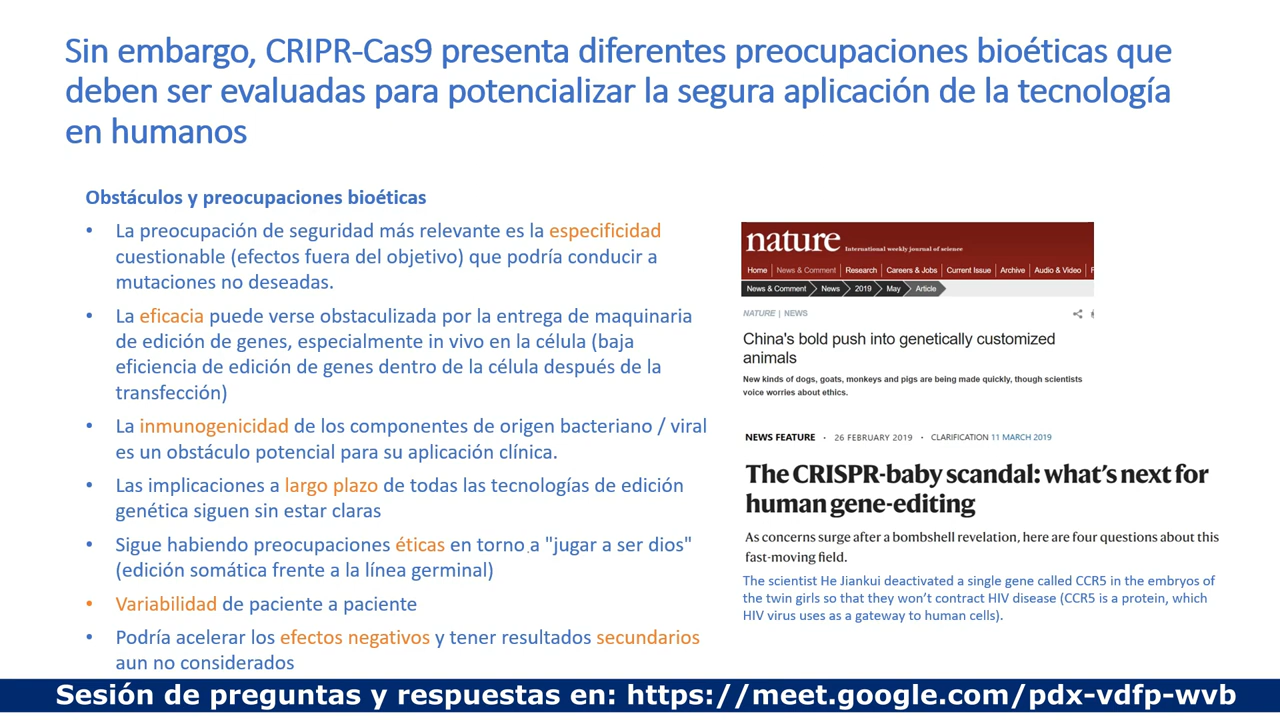 Sin embargo, CRIPR-Cas9 presenta diferentes preocupaciones bioéticas que
deben ser evaluadas para potencializar la segura aplicación de la tecnología
en humanos
Obstáculos y preocupaciones bioéticas
• La preocupación de seguridad más relevante es la especificidad
cuestionable (efectos fuera del objetivo) que podría conducir a
mutaciones no deseadas.
• La eficacia puede verse obstaculizada por la entrega de maquinaria
de edición de genes, especialmente in vivo en la célula (baja
eficiencia de edición de genes dentro de la célula después de la
transfección)
• La inmunogenicidad de los componentes de origen bacteriano / viral
es un obstáculo potencial para su aplicación clínica.
• Las implicaciones a largo plazo de todas las tecnologías de edición
genética siguen sin estar claras
• Sigue habiendo preocupaciones éticas en torno a "jugar a ser dios"
(edición somática frente a la línea germinal)
• Variabilidad de paciente a paciente
• Podría acelerar los efectos negativos y tener resultados secundarios
aun no considerados
nature International weekly journal of science
Home | News & Comment | Research | Careers & Jobs | Current Issue | Archive | Audio & Video
News & Comment News 2019 May Article
NATURE | NEWS
China's bold push into genetically customized
animals
New kinds of dogs, goats, monkeys and pigs are being made quickly, though scientists
voice worries about ethics.
NEWS FEATURE · 26 FEBRUARY 2019 · CLARIFICATION 11 MARCH 2019
The CRISPR-baby scandal: what's next for
human gene-editing
As concerns surge after a bombshell revelation, here are four questions about this
fast-moving field.
The scientist He Jiankui deactivated a single gene called CCR5 in the embryos of
the twin girls so that they won't contract HIV disease (CCR5 is a protein, which
HIV virus uses as a gateway to human cells).
Sesión de preguntas y respuestas en: https://meet.google.com/pdx-vdfp-wvb